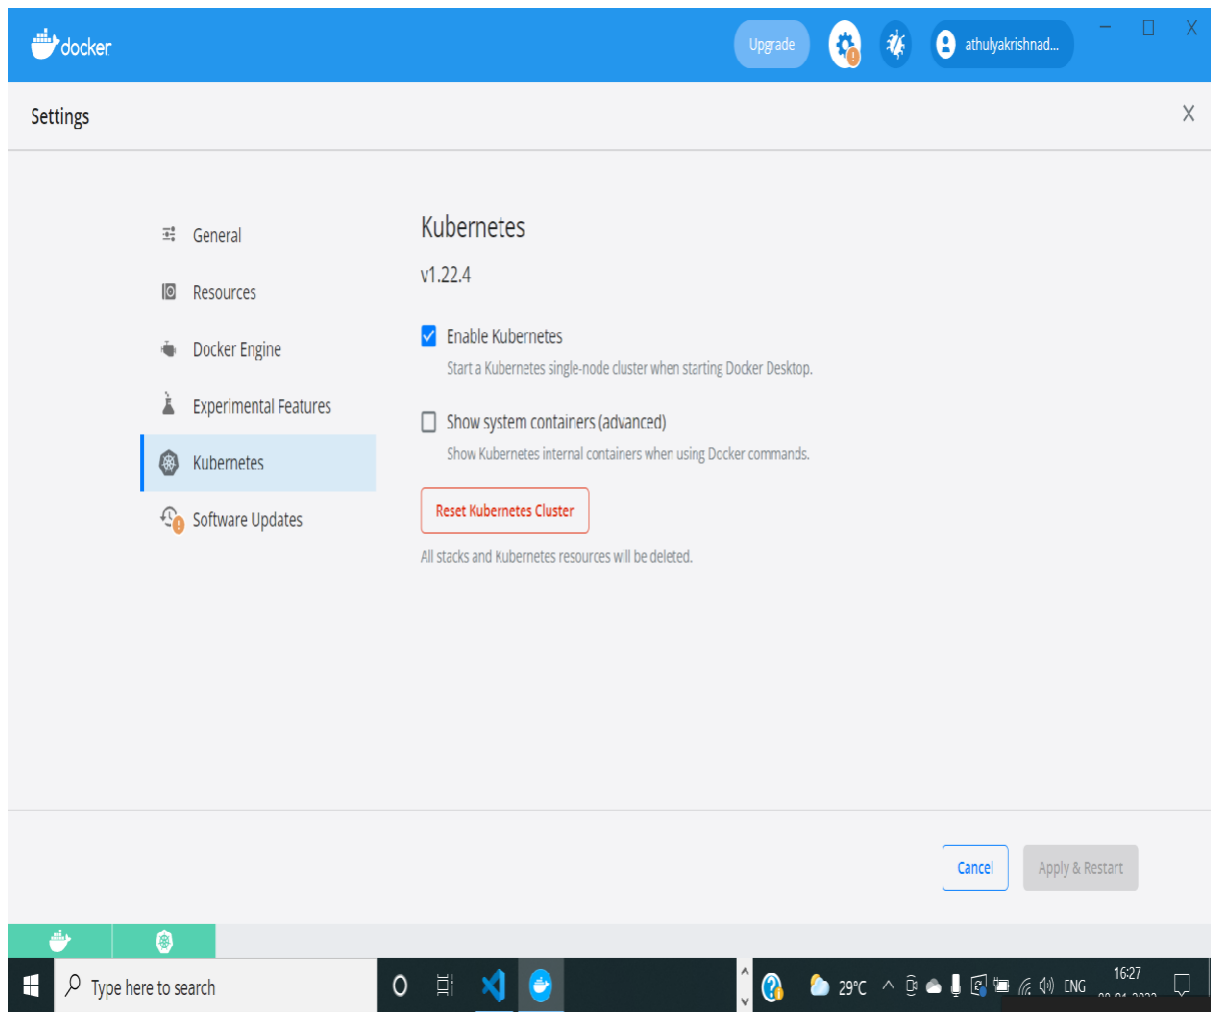 docker
Upgrade
athulyakrishnad...
Settings
General
Resources
Docker Engine
Experimental Features
Kubernetes
Software Updates
Kubernetes
v1.22.4
Enable Kubernetes
Start a Kubernetes single-node cluster when starting Docker Desktop.
Show system containers (advanced)
Show Kubernetes internal containers when using Docker commands.
Reset Kubernetes Cluster
All stacks and Kubernetes resources will be deleted.
Cancel
Apply & Restart
Type here to search
29°C
ENG
16:27